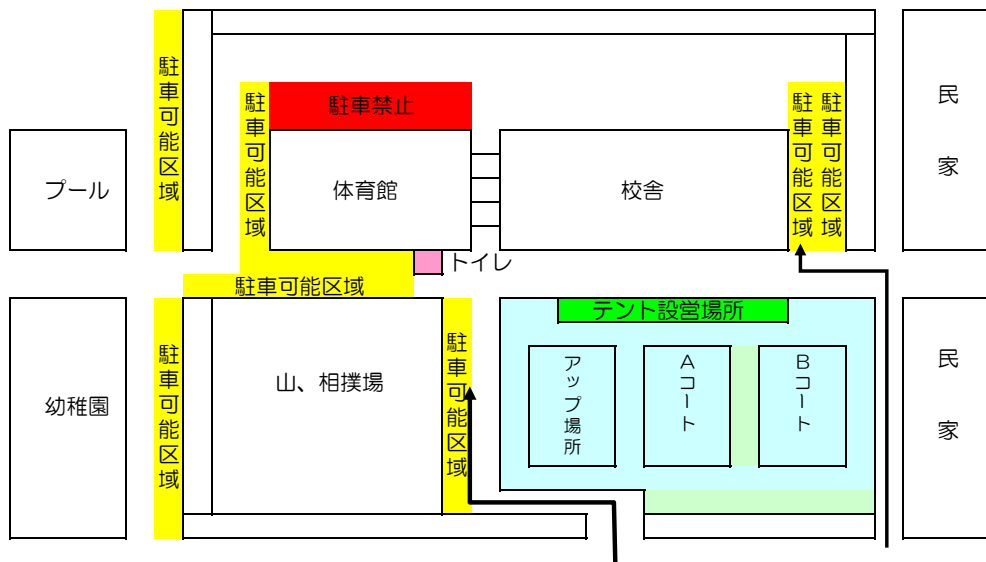 駐車可能区域
駐車可能区域
駐車禁止
駐車可能区域
駐車可能区域
民家
プール
体育館
校舎
トイレ
駐車可能区域
テント設営場所
駐車可能区域
山、相撲場
駐車可能区域
アップ場所
Aコート
Bコート
民家
幼稚園